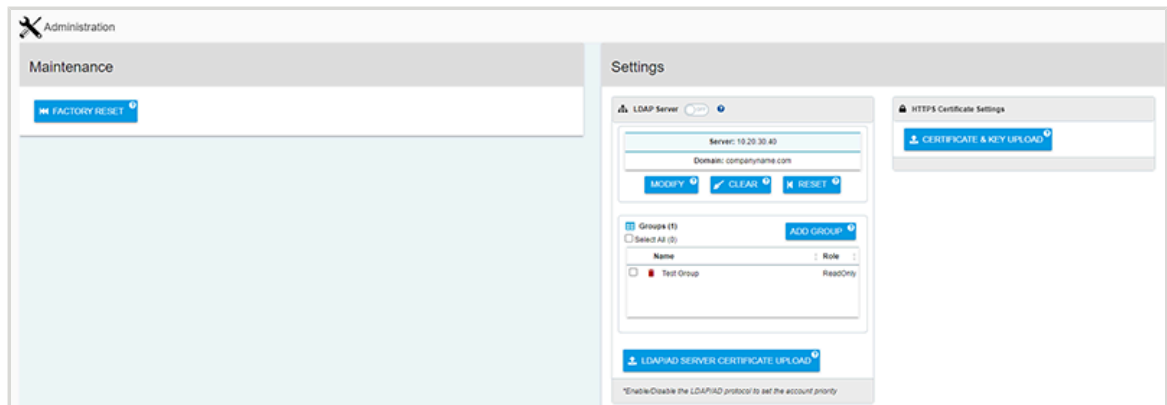 Administration
Maintenance
FACTORY RESET
Settings
LDAP Server
Server: 10.20.30.40
Domain: companyname.com
MODIFY
CLEAR
RESET
Groups (1)
Select All (0)
ADD GROUP
Name Role
Test Group ReadOnly
LDAP/AD SERVER CERTIFICATE UPLOAD
*Enable/Disable the LDAP/AD protocol to set the account priority
HTTPS Certificate Settings
CERTIFICATE & KEY UPLOAD